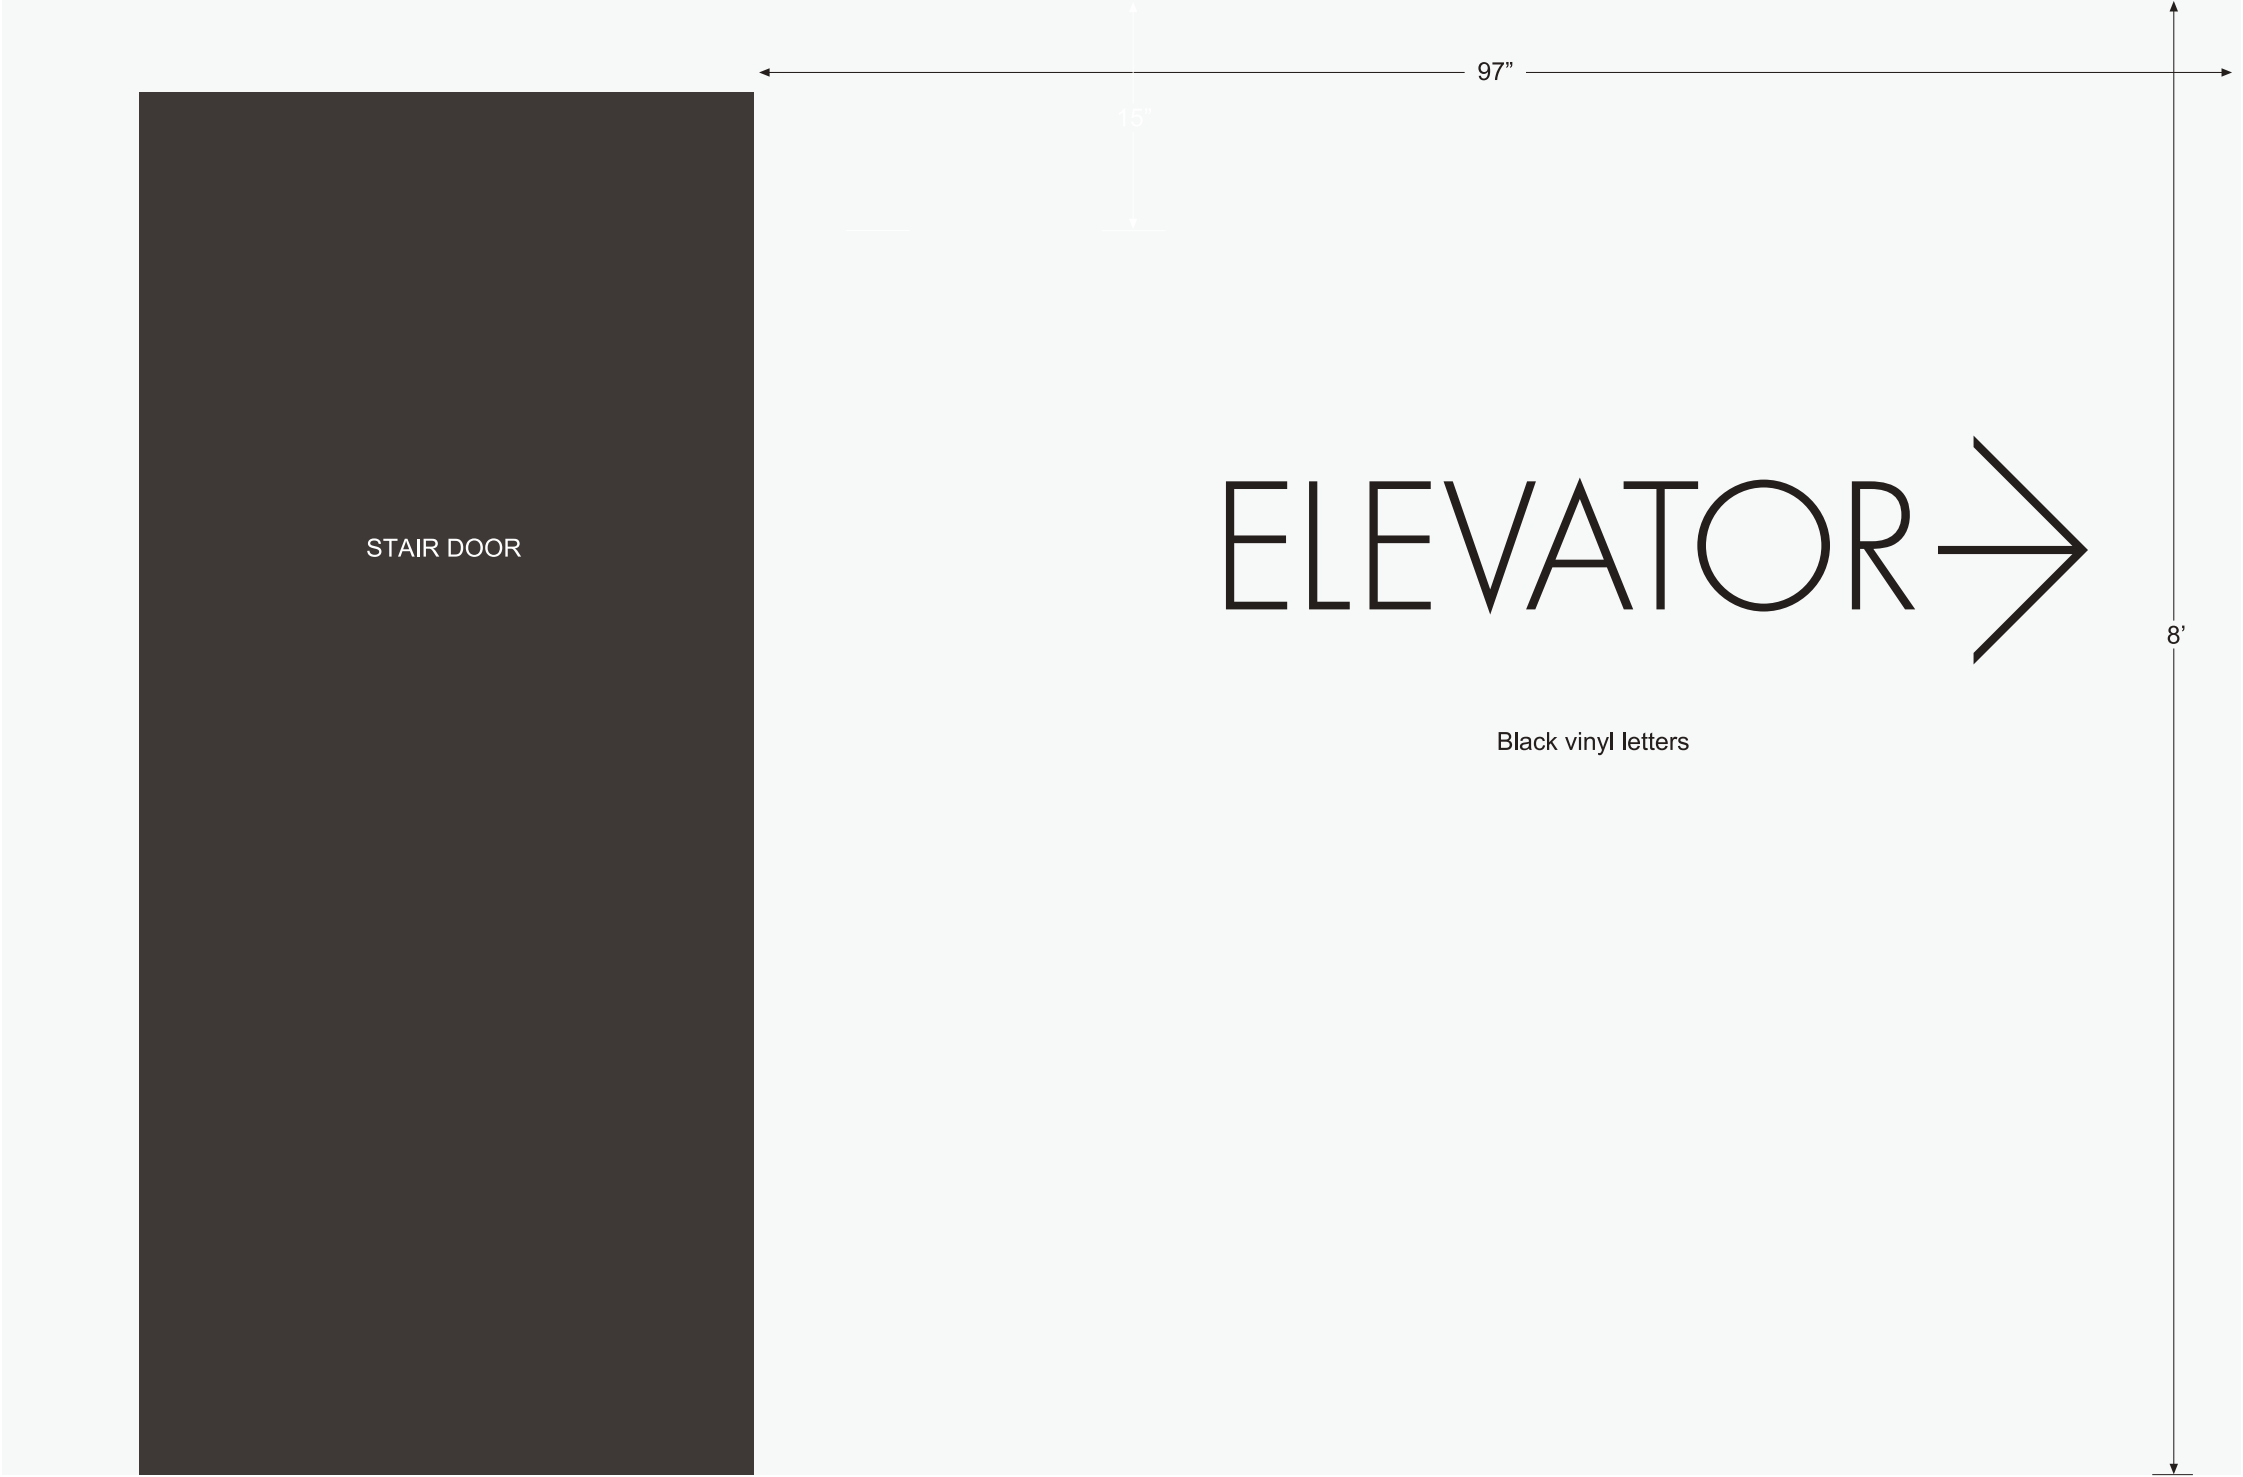 97”
15”
ELEVATOR
STAIR DOOR
8’
Black vinyl letters